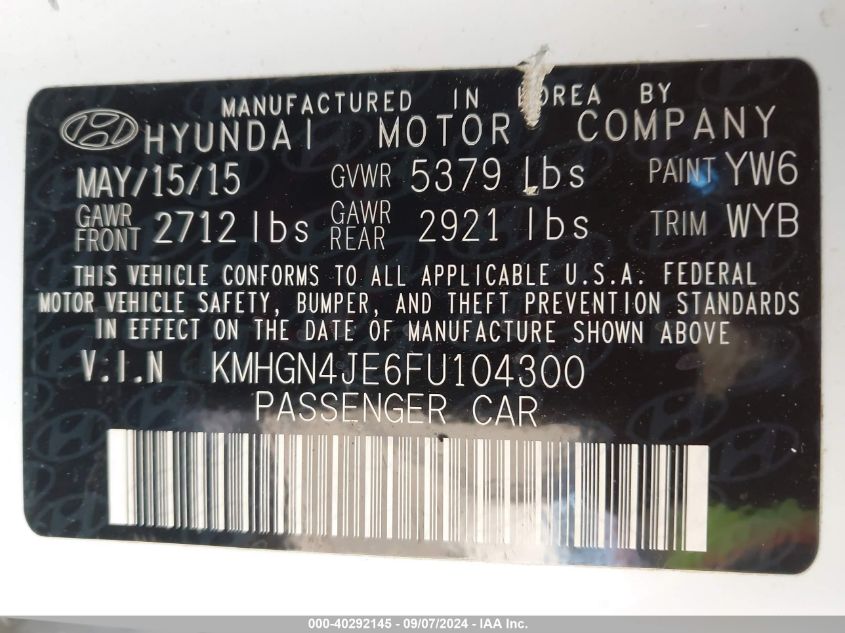 MANUFACTURED IN KOREA BY
HYUNDAI MOTOR COMPANY
MAY/15/15 GVWR 5379 lbs PAINT YW6
GAWR FRONT 2712 lbs GAWR REAR 2921 lbs TRIM WYB
THIS VEHICLE CONFORMS TO ALL APPLICABLE U.S.A. FEDERAL
MOTOR VEHICLE SAFETY, BUMPER, AND THEFT PREVENTION STANDARDS
IN EFFECT ON THE DATE OF MANUFACTURE SHOWN ABOVE
V.I.N KMHGN4JE6FU104300
PASSENGER CAR
000-40292145 - 09/07/2024 - IAA Inc.